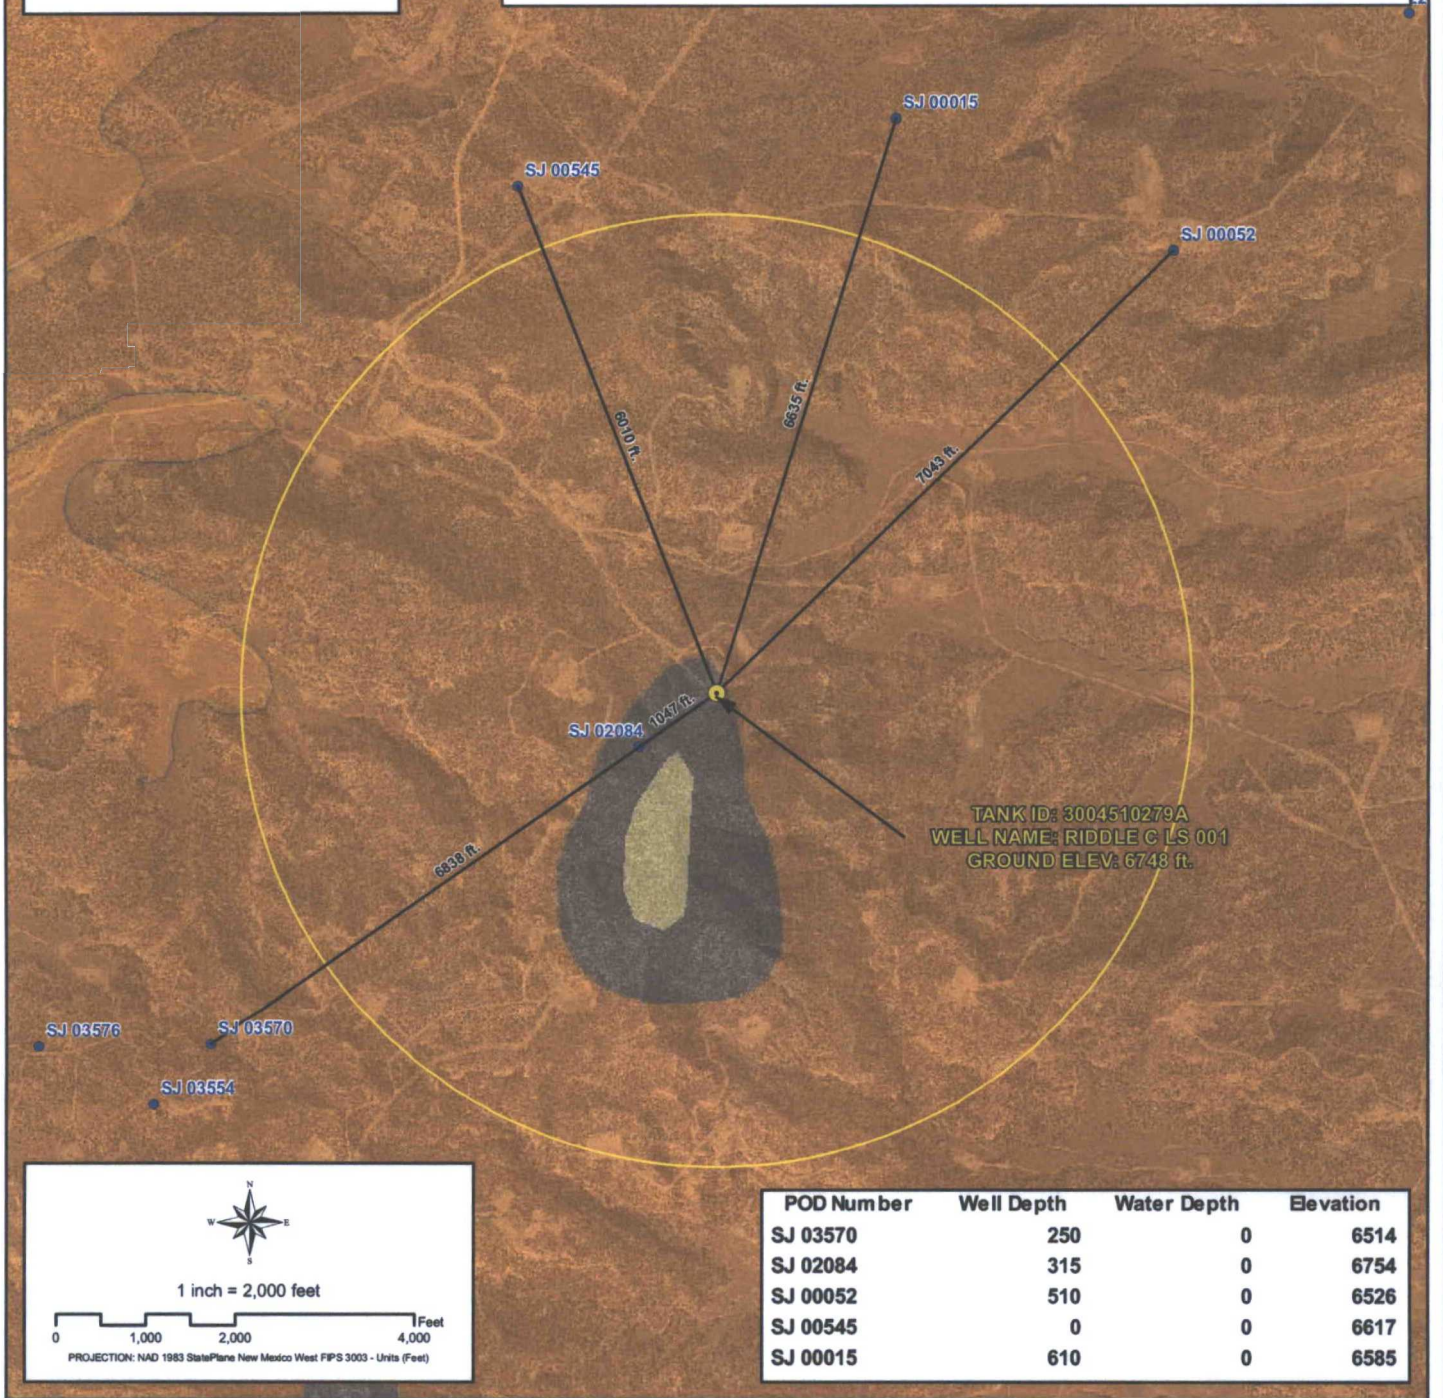 SJ 00015
SJ 00545
SJ 00052
6010 ft.
6635 ft.
7043 ft.
1047 ft.
SJ 02084
TANK ID: 3004510279A
WELL NAME: RIDDLE C LS 001
GROUND ELEV: 6748 ft.
6838 ft.
SJ 03576
SJ 03570
SJ 03554
N
W E
S
1 inch = 2,000 feet
Feet
0 1,000 2,000 4,000
PROJECTION: NAD 1983 StatePlane New Mexico West FIPS 3003 - Units (Feet)
POD Number Well Depth Water Depth Elevation
SJ 03570 250 0 6514
SJ 02084 315 0 6754
SJ 00052 510 0 6526
SJ 00545 0 0 6617
SJ 00015 610 0 6585